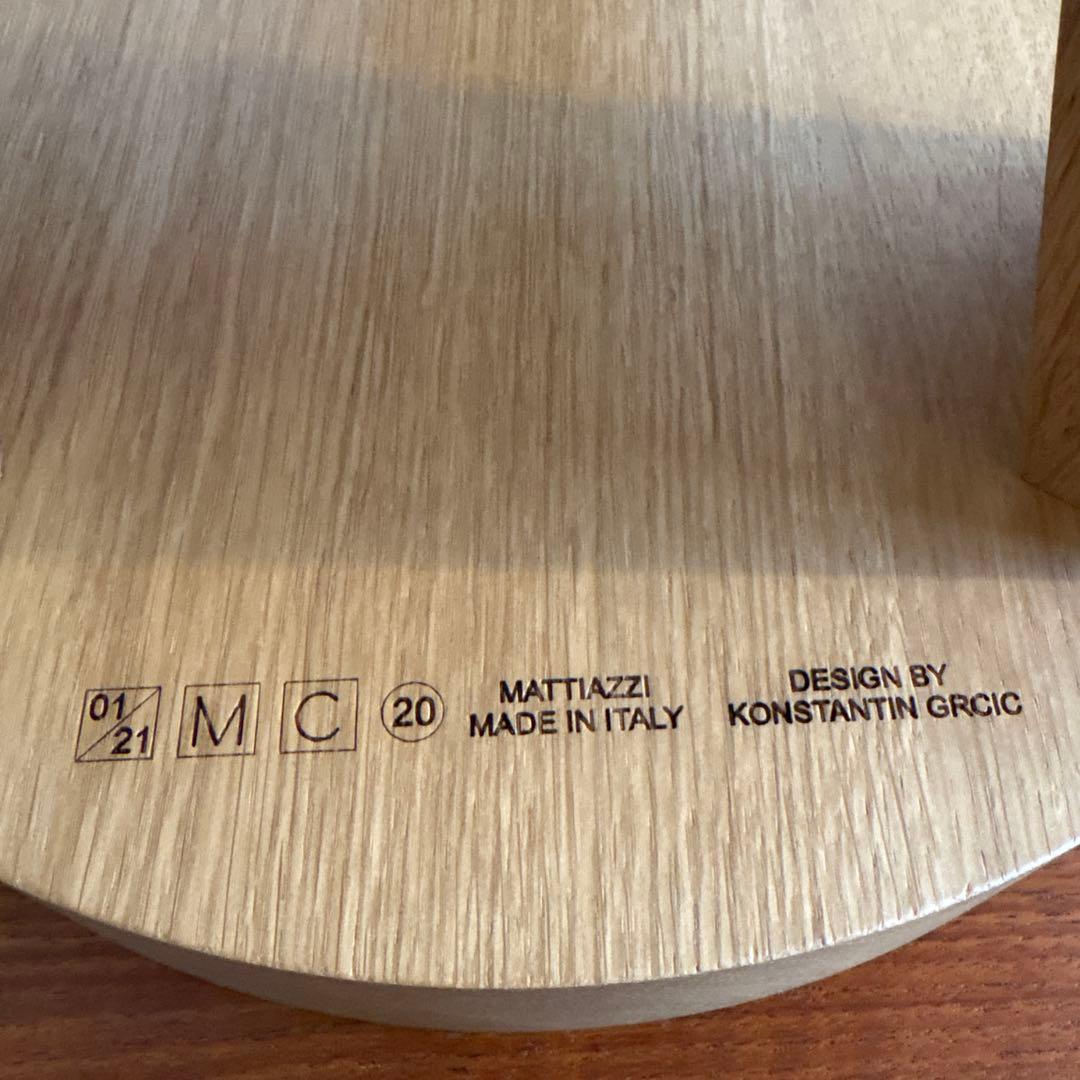 01/21 M C 20
MATTIAZZI
MADE IN ITALY
DESIGN BY
KONSTANTIN GRCIC